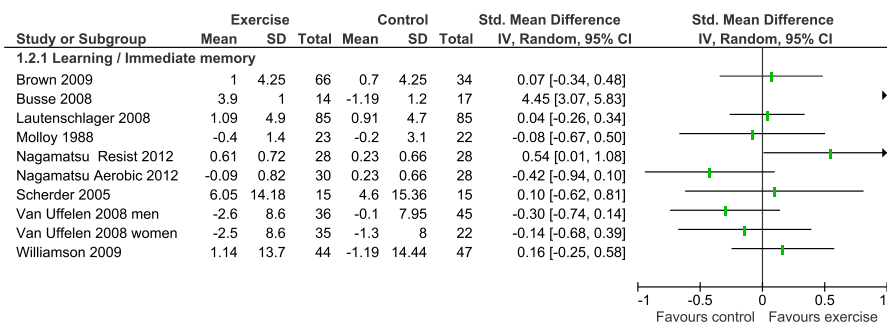 Exercise Control Std. Mean Difference Std. Mean Difference
Study or Subgroup Mean SD Total Mean SD Total IV, Random, 95% CI IV, Random, 95% CI
1.2.1 Learning / Immediate memory
Brown 2009 1 4.25 66 0.7 4.25 34 0.07 [-0.34, 0.48]
Busse 2008 3.9 1 14 -1.19 1.2 17 4.45 [3.07, 5.83]
Lautenschlager 2008 1.09 4.9 85 0.91 4.7 85 0.04 [-0.26, 0.34]
Molloy 1988 -0.4 1.4 23 -0.2 3.1 22 -0.08 [-0.67, 0.50]
Nagamatsu Resist 2012 0.61 0.72 28 0.23 0.66 28 0.54 [0.01, 1.08]
Nagamatsu Aerobic 2012 -0.09 0.82 30 0.23 0.66 28 -0.42 [-0.94, 0.10]
Scherder 2005 6.05 14.18 15 4.6 15.36 15 0.10 [-0.62, 0.81]
Van Uffelen 2008 men -2.6 8.6 36 -0.1 7.95 45 -0.30 [-0.74, 0.14]
Van Uffelen 2008 women -2.5 8.6 35 -1.3 8 22 -0.14 [-0.68, 0.39]
Williamson 2009 1.14 13.7 44 -1.19 14.44 47 0.16 [-0.25, 0.58]
-1 -0.5 0 0.5 1
Favours control Favours exercise